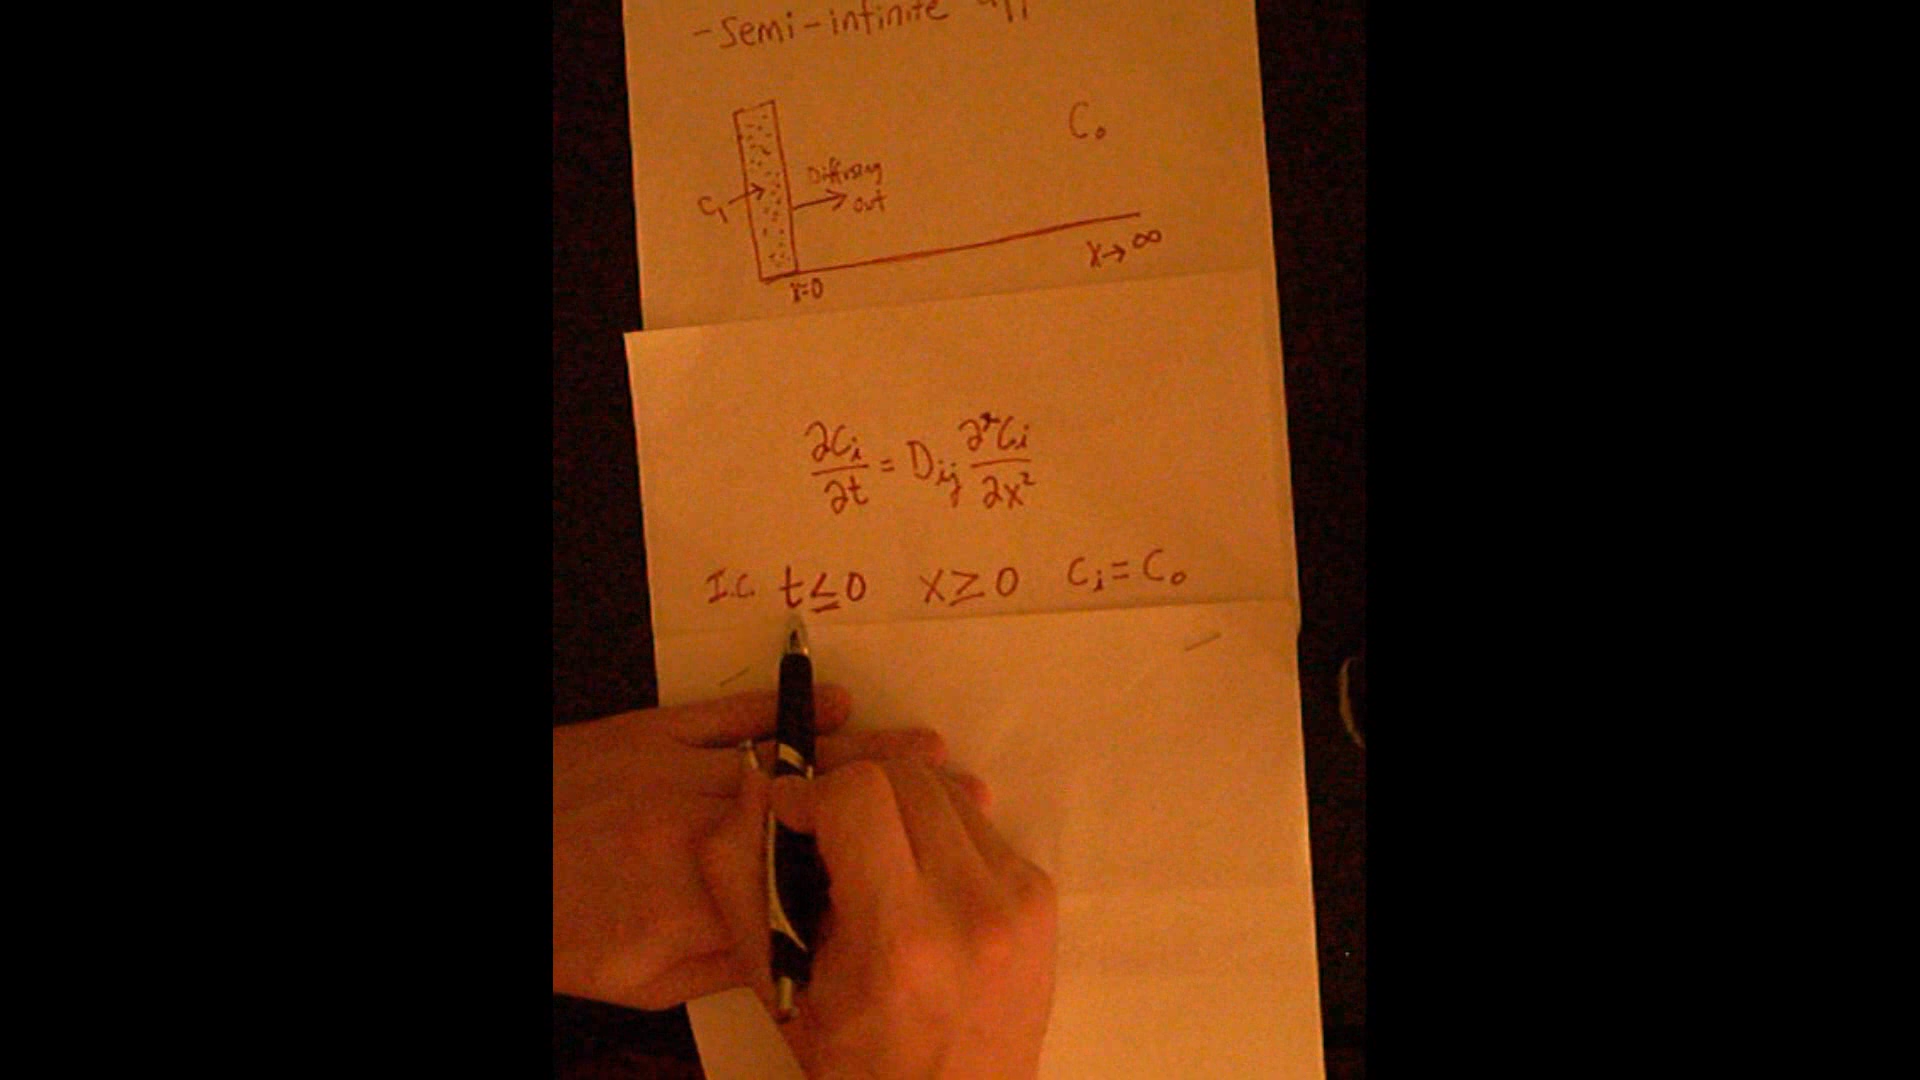 - Semi-infinite
C₀
Diffusing
C₁ out
x→∞
x=0
∂Cᵢ/∂t = Dᵢⱼ ∂²Cᵢ/∂x²
I.C. t≤0 x≥0 Cᵢ=C₀